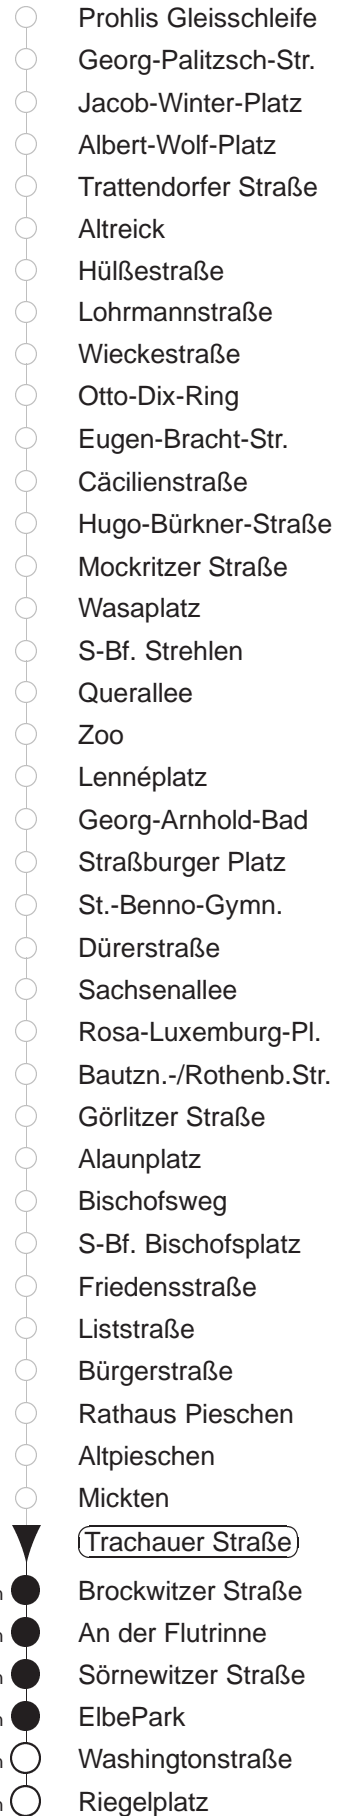 Prohlis Gleisschleife
Georg-Palitzsch-Str.
Jacob-Winter-Platz
Albert-Wolf-Platz
Trattendorfer Straße
Altreick
Hülßestraße
Lohrmannstraße
Wieckestraße
Otto-Dix-Ring
Eugen-Bracht-Str.
Cäcilienstraße
Hugo-Bürkner-Straße
Mockritzer Straße
Wasaplatz
S-Bf. Strehlen
Querallee
Zoo
Lennéplatz
Georg-Arnhold-Bad
Straßburger Platz
St.-Benno-Gymn.
Dürerstraße
Sachsenallee
Rosa-Luxemburg-Pl.
Bautzn.-/Rothenb.Str.
Görlitzer Straße
Alaunplatz
Bischofsweg
S-Bf. Bischofsplatz
Friedensstraße
Liststraße
Bürgerstraße
Rathaus Pieschen
Altpieschen
Mickten
Trachauer Straße
Brockwitzer Straße
An der Flutrinne
Sörnewitzer Straße
ElbePark
Washingtonstraße
Riegelplatz